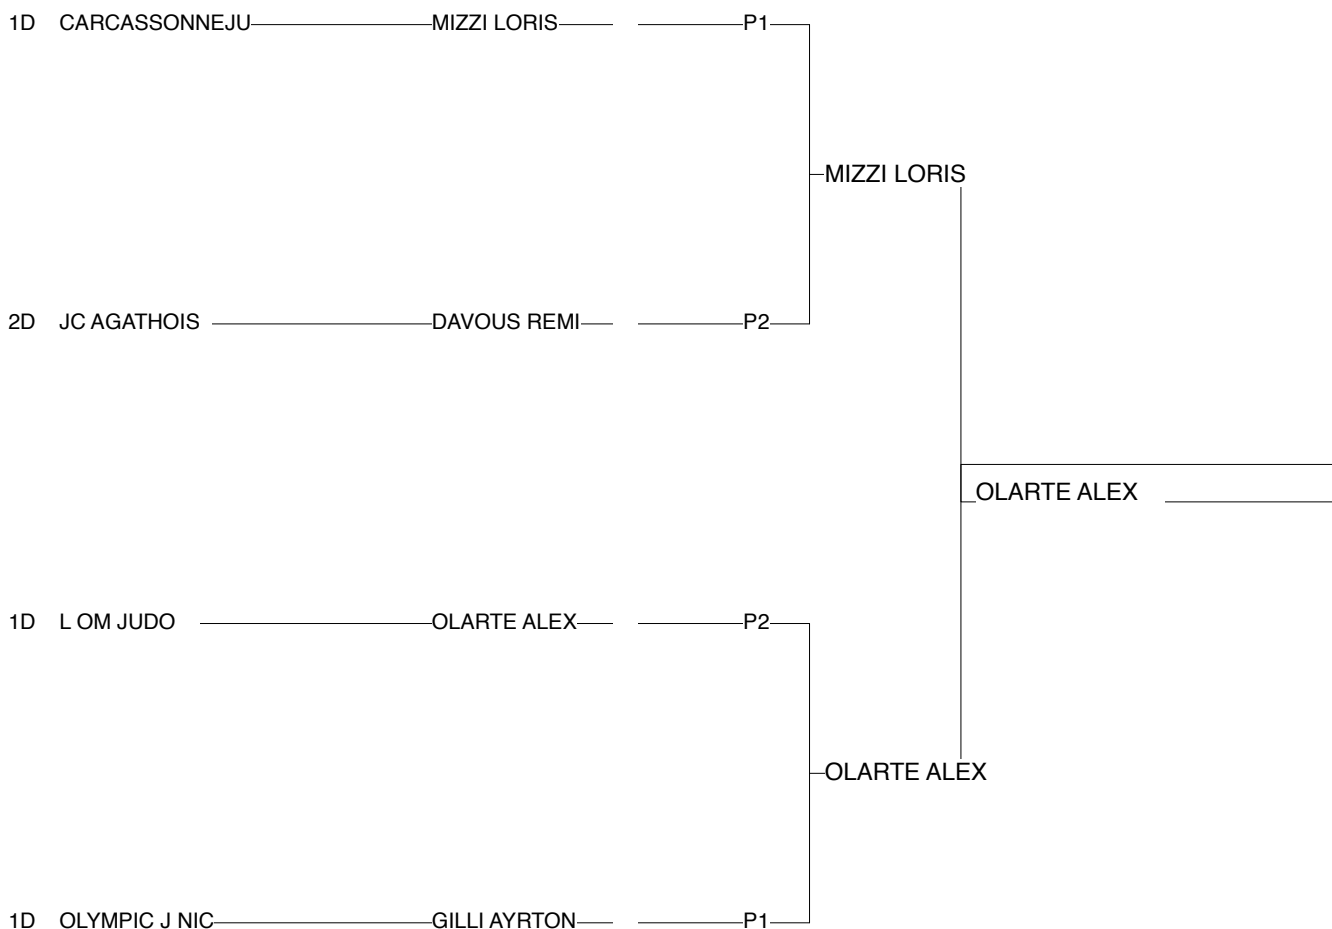 1D CARCASSONNEJU MIZZI LORIS P1
MIZZI LORIS
2D JC AGATHOIS DAVOUS REMI P2
OLARTE ALEX
1D L OM JUDO OLARTE ALEX P2
OLARTE ALEX
1D OLYMPIC J NIC GILLI AYRTON P1